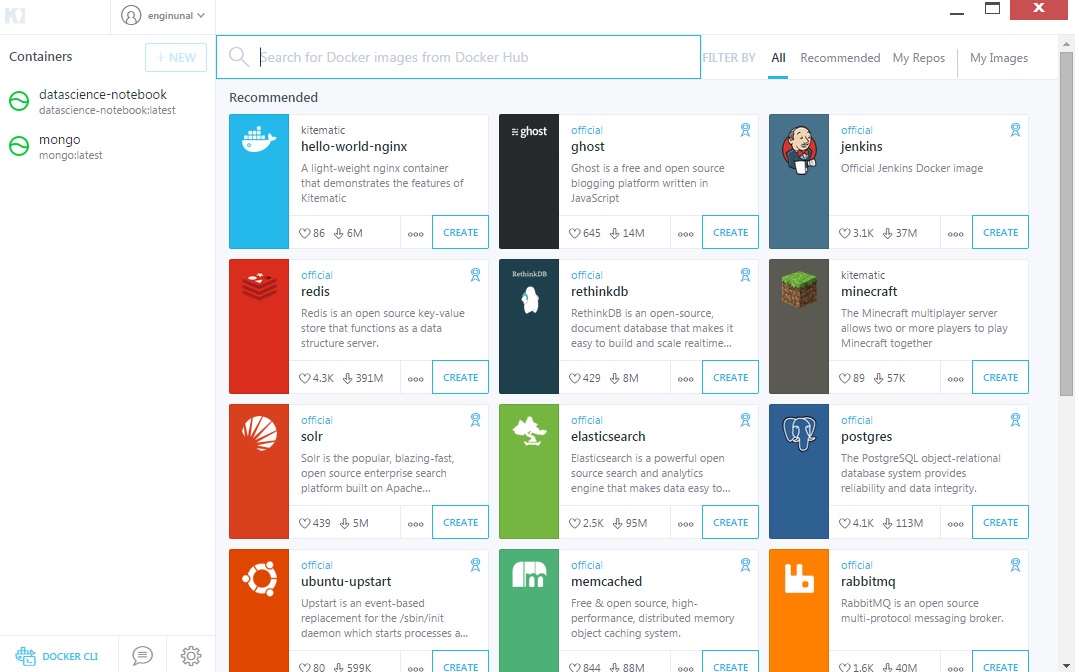 enginunal
Containers
+ NEW
datascience-notebook
datascience-notebook:latest
mongo
mongo:latest
DOCKER CLI
Search for Docker images from Docker Hub
FILTER BY All Recommended My Repos My Images
Recommended
kitematic
hello-world-nginx
A light-weight nginx container
that demonstrates the features of
Kitematic
86 6M CREATE
ghost
official
ghost
Ghost is a free and open source
blogging platform written in
JavaScript
645 14M CREATE
official
jenkins
Official Jenkins Docker image
3.1K 37M CREATE
official
redis
Redis is an open source key-value
store that functions as a data
structure server.
4.3K 391M CREATE
RethinkDB
official
rethinkdb
RethinkDB is an open-source,
document database that makes it
easy to build and scale realtime...
429 8M CREATE
kitematic
minecraft
The Minecraft multiplayer server
allows two or more players to play
Minecraft together
89 57K CREATE
official
solr
Solr is the popular, blazing-fast,
open source enterprise search
platform built on Apache...
439 5M CREATE
official
elasticsearch
Elasticsearch is a powerful open
source search and analytics
engine that makes data easy to...
2.5K 95M CREATE
official
postgres
The PostgreSQL object-relational
database system provides
reliability and data integrity.
4.1K 113M CREATE
official
ubuntu-upstart
Upstart is an event-based
replacement for the /sbin/init
daemon which starts processes a...
80 599K CREATE
official
memcached
Free & open source, high-
performance, distributed memory
object caching system.
844 88M CREATE
official
rabbitmq
RabbitMQ is an open source
multi-protocol messaging broker.
1.6K 40M CREATE